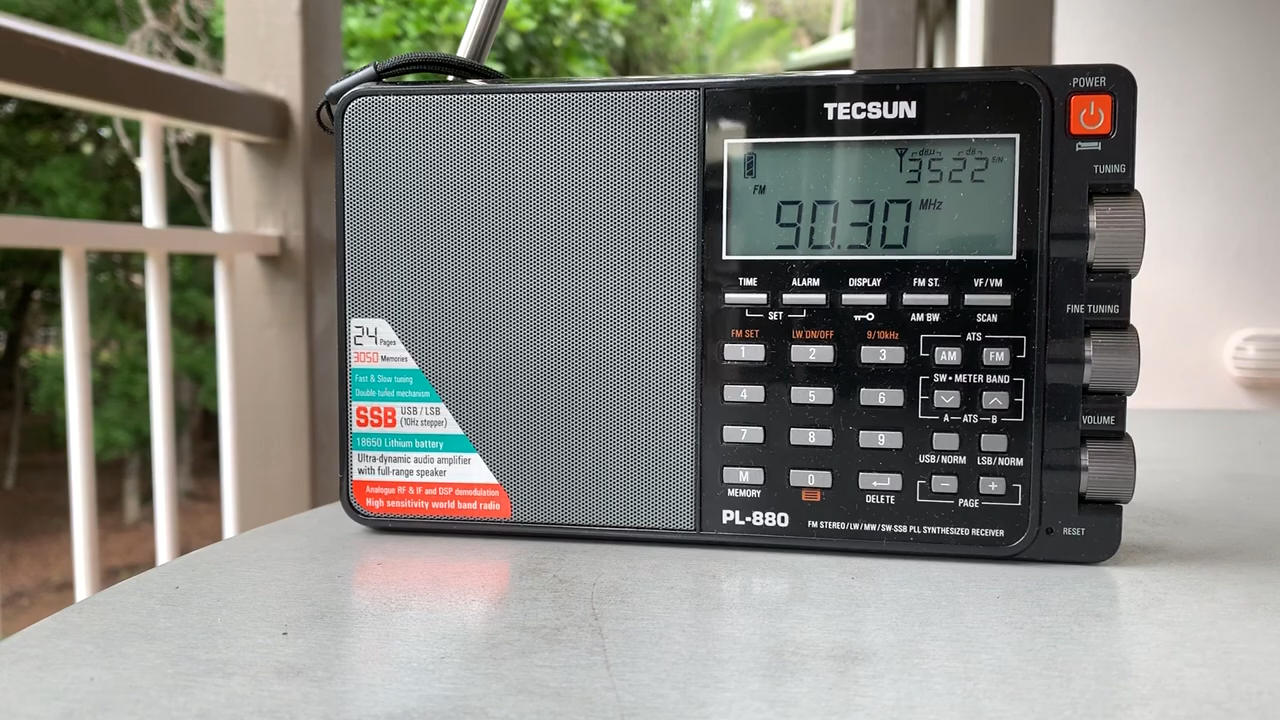 TECSUN
POWER
TUNING
FINE TUNING
VOLUME
RESET
dBμ dB
3522 S/N
FM
90.30 MHz
TIME ALARM DISPLAY FM ST. VF/VM
SET AM BW SCAN
FM SET LW ON/OFF 9/10kHz ATS
1 2 3 AM FM
SW • METER BAND
4 5 6
A — ATS — B
7 8 9
USB/NORM LSB/NORM
M 0 − +
MEMORY DELETE PAGE
PL-880 FM STEREO/LW/MW/SW-SSB PLL SYNTHESIZED RECEIVER
24 Pages
3050 Memories
Fast & Slow tuning
Double-tuned mechanism
SSB USB / LSB
(10Hz stepper)
18650 Lithium battery
Ultra-dynamic audio amplifier
with full-range speaker
Analogue RF & IF and DSP demodulation
High sensitivity world band radio